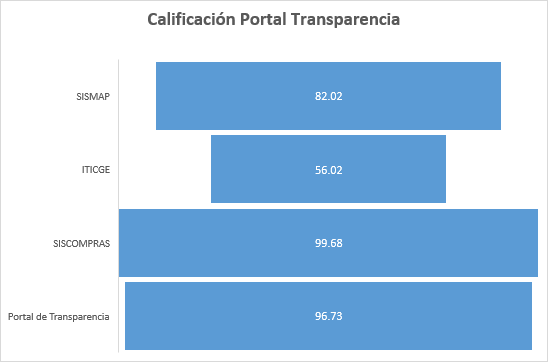 Calificación Portal Transparencia
SISMAP
82.02
ITICGE
56.02
SISCOMPRAS
99.68
Portal de Transparencia
96.73